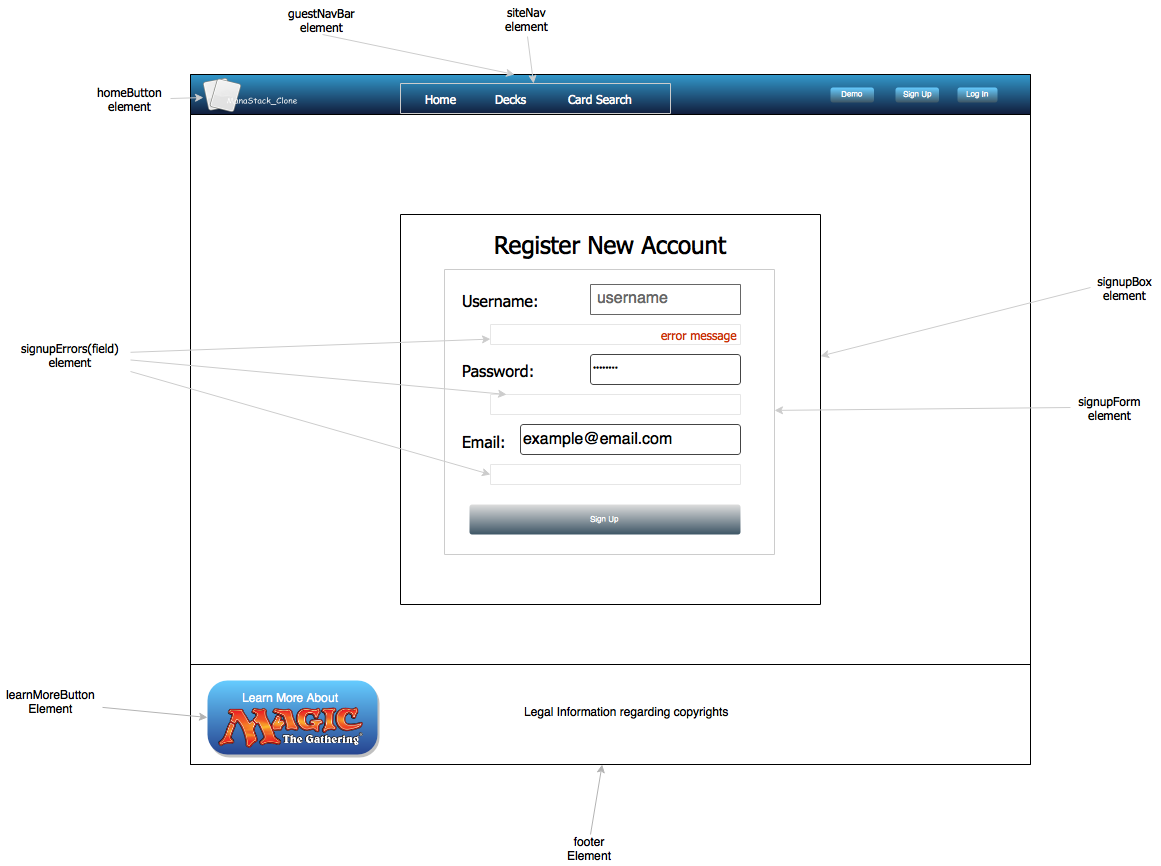 guestNavBar
element
siteNav
element
homeButton
element
ManaStack_Clone
Home Decks Card Search
Demo Sign Up Log In
Register New Account
Username: username
error message
Password: ••••••••
Email: example@email.com
Sign Up
signupErrors(field)
element
signupBox
element
signupForm
element
learnMoreButton
Element
Learn More About
MAGIC
The Gathering®
Legal Information regarding copyrights
footer
Element